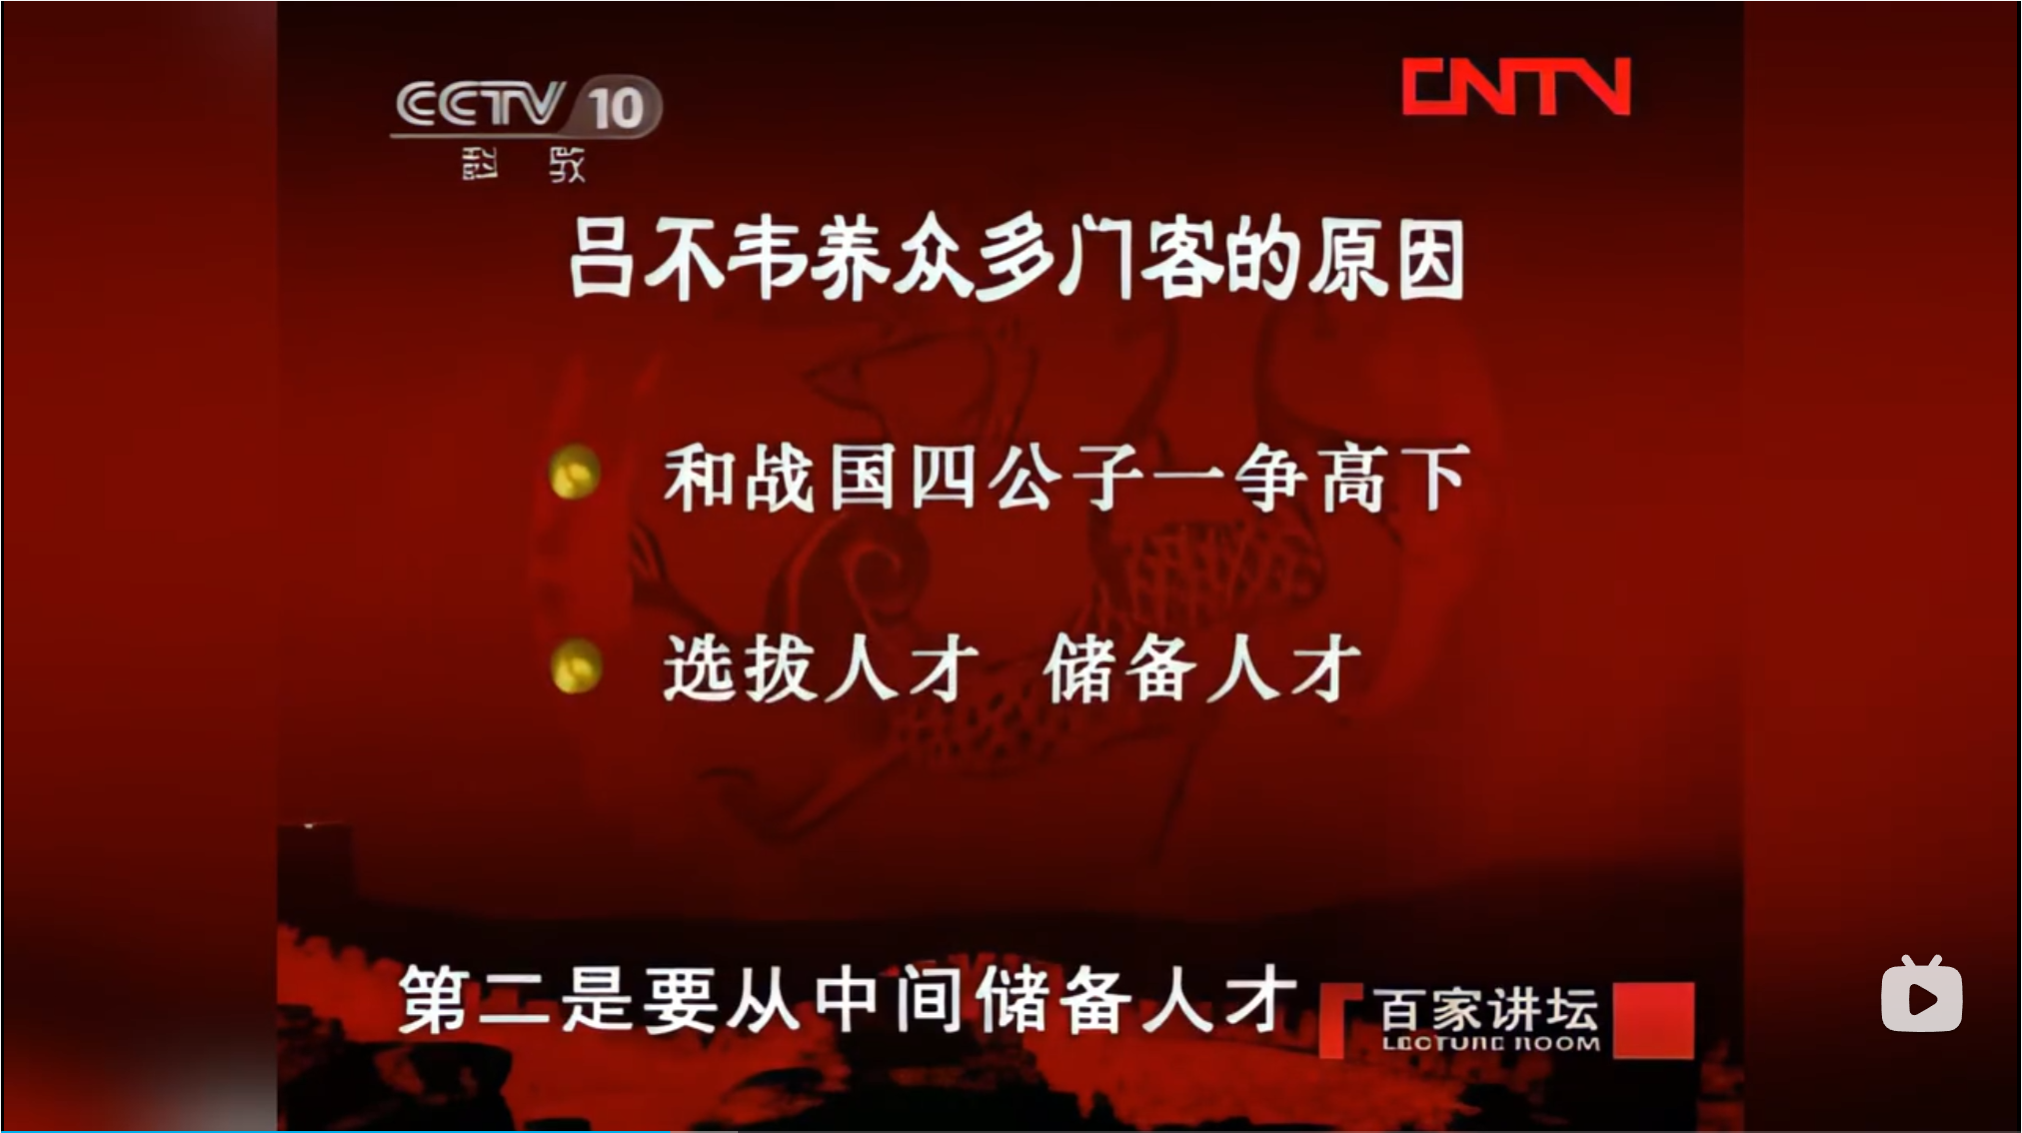 CCTV 10
CNTV
吕不韦养众多门客的原因
和战国四公子一争高下
选拔人才 储备人才
第二是要从中间储备人才
百家讲坛
LECTURE ROOM